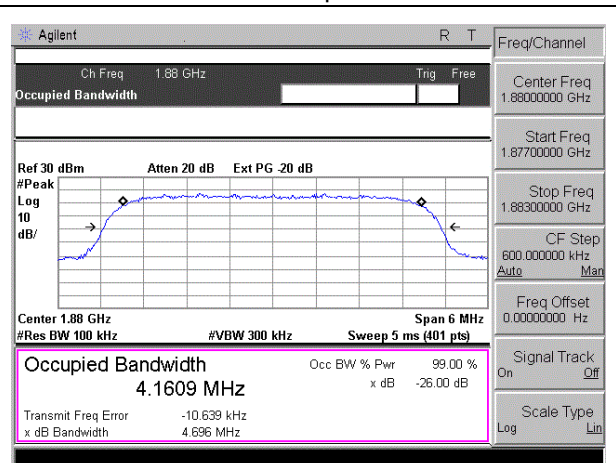 Agilent R T
Ch Freq 1.88 GHz Trig Free
Occupied Bandwidth
Ref 30 dBm Atten 20 dB Ext PG -20 dB
#Peak
Log
10
dB/
Center 1.88 GHz Span 6 MHz
#Res BW 100 kHz #VBW 300 kHz Sweep 5 ms (401 pts)
Occupied Bandwidth Occ BW % Pwr 99.00 %
4.1609 MHz x dB -26.00 dB
Transmit Freq Error -10.639 kHz
x dB Bandwidth 4.696 MHz
Freq/Channel
Center Freq
1.88000000 GHz
Start Freq
1.87700000 GHz
Stop Freq
1.88300000 GHz
CF Step
600.000000 kHz
Auto Man
Freq Offset
0.00000000 Hz
Signal Track
On Off
Scale Type
Log Lin